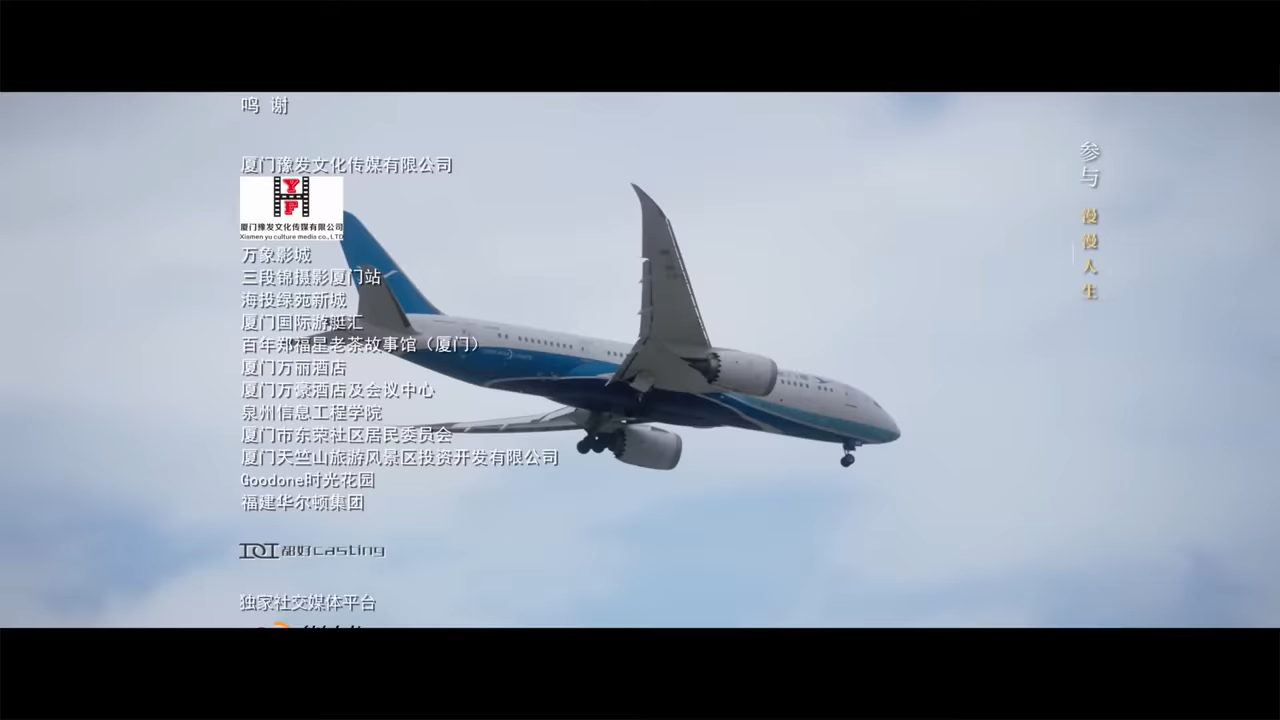 鸣 谢
厦门豫发文化传媒有限公司
YF
厦门豫发文化传媒有限公司
Xiamen yu culture media co., LTD
万象影城
三段锦摄影厦门站
海投绿苑新城
厦门国际游艇汇
百年郑福星老茶故事馆（厦门）
厦门万丽酒店
厦门万豪酒店及会议中心
泉州信息工程学院
厦门市东荣社区居民委员会
厦门天竺山旅游风景区投资开发有限公司
Goodone时光花园
福建华尔顿集团
都好casting
独家社交媒体平台
参与
漫漫人生